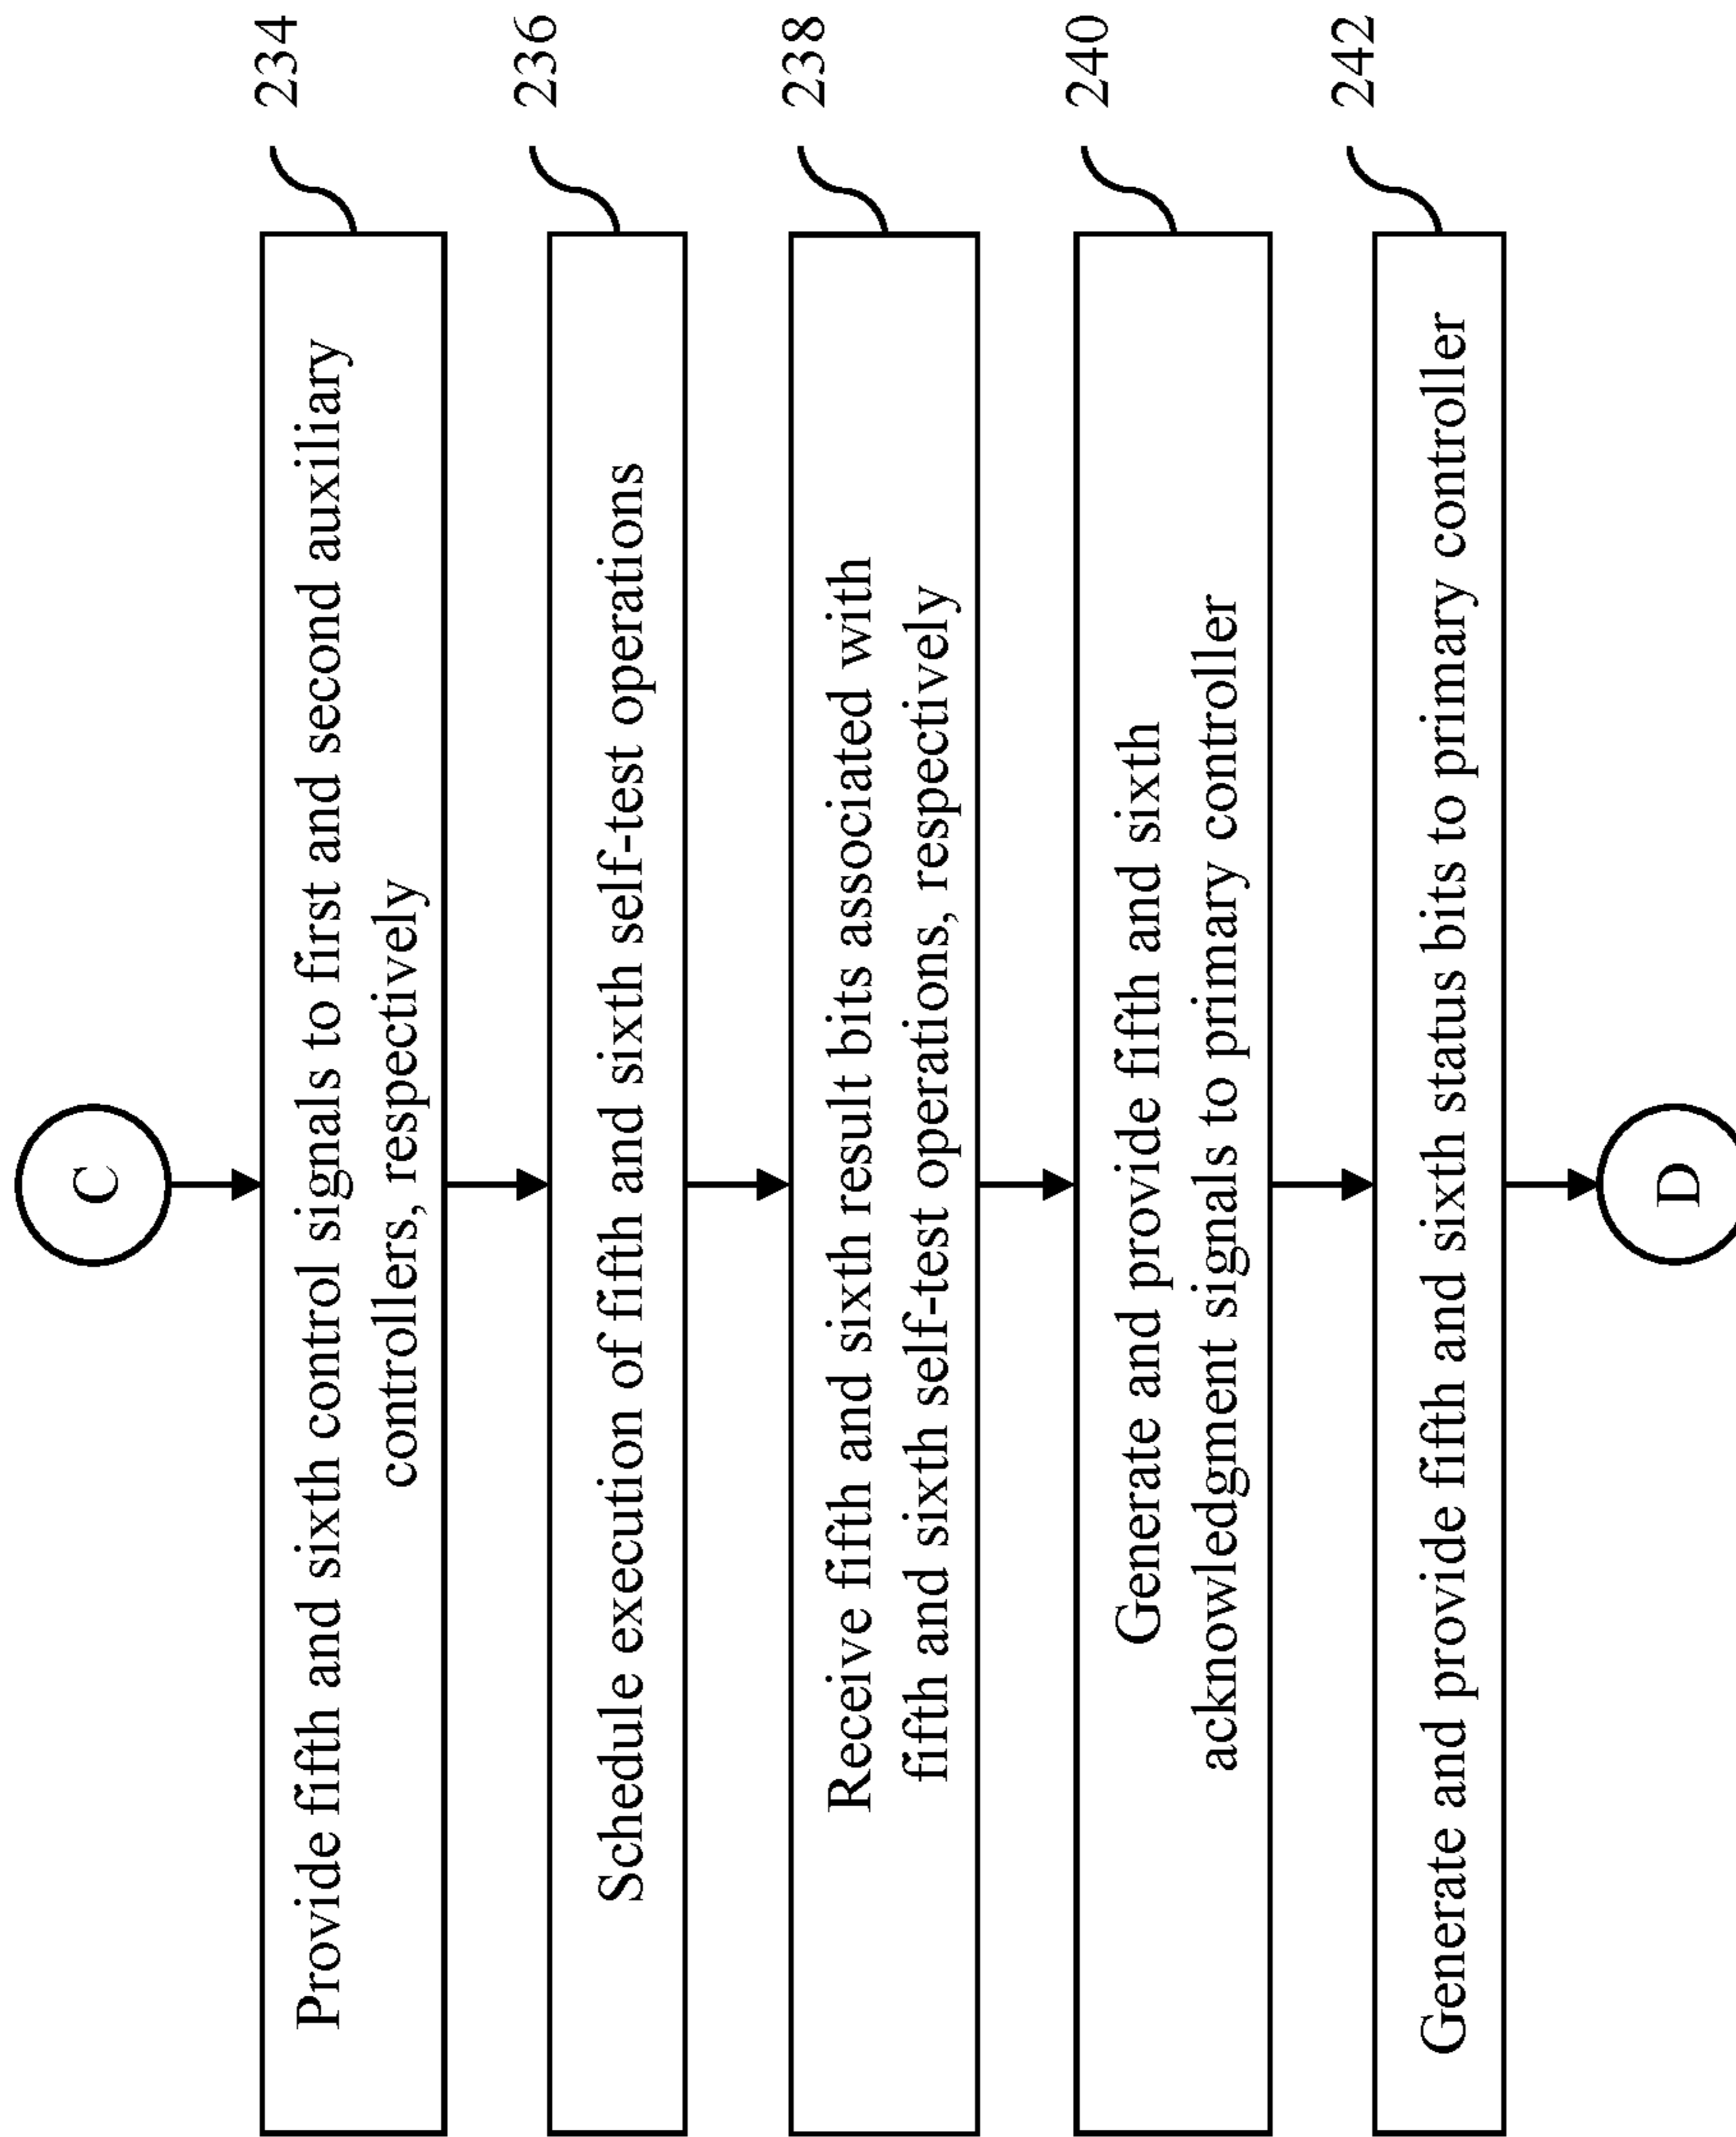 C
Provide fifth and sixth control signals to first and second auxiliary
controllers, respectively
234
Schedule execution of fifth and sixth self-test operations
236
Receive fifth and sixth result bits associated with
fifth and sixth self-test operations, respectively
238
Generate and provide fifth and sixth
acknowledgment signals to primary controller
240
Generate and provide fifth and sixth status bits to primary controller
242
D